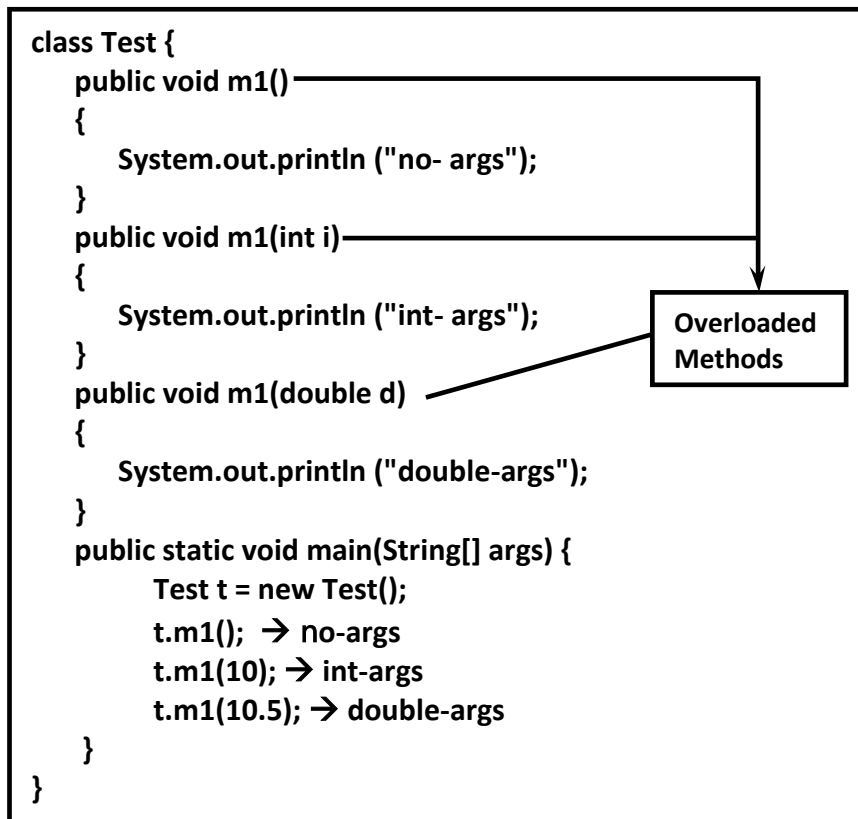 class Test {
public void m1()
{
System.out.println ("no- args");
}
public void m1(int i)
{
System.out.println ("int- args");
}
public void m1(double d)
{
System.out.println ("double-args");
}
public static void main(String[] args) {
Test t = new Test();
t.m1(); → no-args
t.m1(10); → int-args
t.m1(10.5); → double-args
}
}
Overloaded
Methods